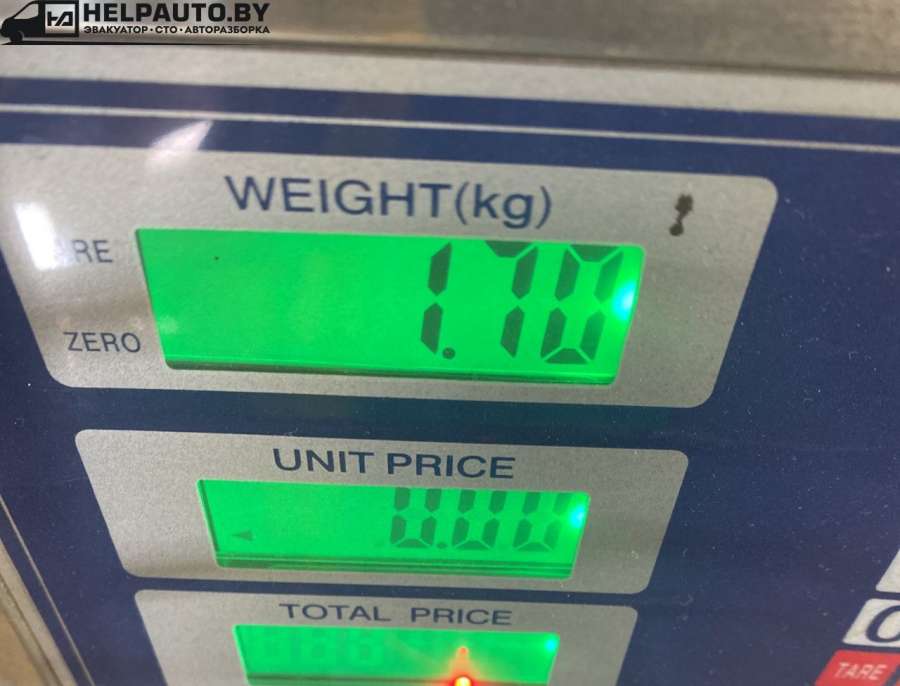 HELPAUTO.BY
ЭВАКУАТОР · СТО · АВТОРАЗБОРКА
WEIGHT(kg)
ZERO
1.70
UNIT PRICE
0.00
TOTAL PRICE
TARE